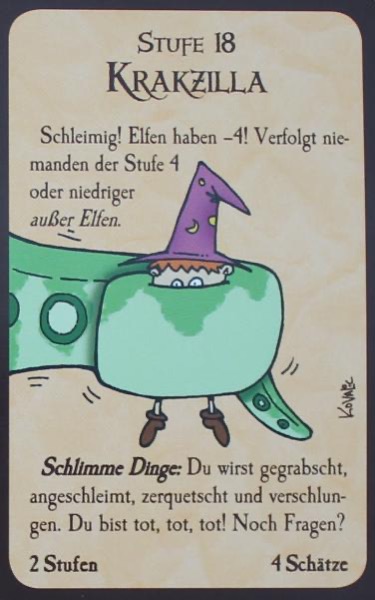 Stufe 18
Krakzilla
Schleimig! Elfen haben –4! Verfolgt nie-
manden der Stufe 4
oder niedriger
außer Elfen.
Kovalic
Schlimme Dinge: Du wirst gegrabscht,
angeschleimt, zerquetscht und verschlun-
gen. Du bist tot, tot, tot! Noch Fragen?
2 Stufen 4 Schätze